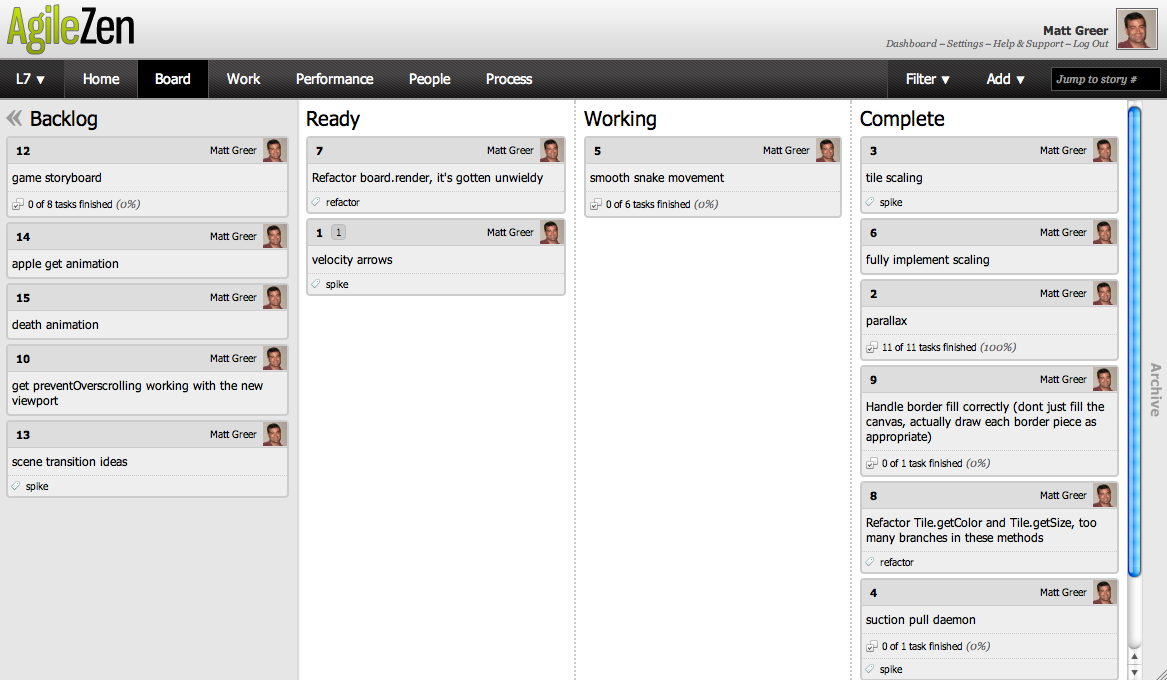 AgileZen
Matt Greer
Dashboard – Settings – Help & Support – Log Out
L7 ▼ Home Board Work Performance People Process Filter ▼ Add ▼ Jump to story #
« Backlog
12 Matt Greer
game storyboard
0 of 8 tasks finished (0%)
14 Matt Greer
apple get animation
15 Matt Greer
death animation
10 Matt Greer
get preventOverscrolling working with the new
viewport
13 Matt Greer
scene transition ideas
spike
Ready
7 Matt Greer
Refactor board.render, it's gotten unwieldy
refactor
1 1 Matt Greer
velocity arrows
spike
Working
5 Matt Greer
smooth snake movement
0 of 6 tasks finished (0%)
Complete
3 Matt Greer
tile scaling
spike
6 Matt Greer
fully implement scaling
2 Matt Greer
parallax
11 of 11 tasks finished (100%)
9 Matt Greer
Handle border fill correctly (dont just fill the
canvas, actually draw each border piece as
appropriate)
0 of 1 task finished (0%)
8 Matt Greer
Refactor Tile.getColor and Tile.getSize, too
many branches in these methods
refactor
4 Matt Greer
suction pull daemon
0 of 1 task finished (0%)
spike
Archive